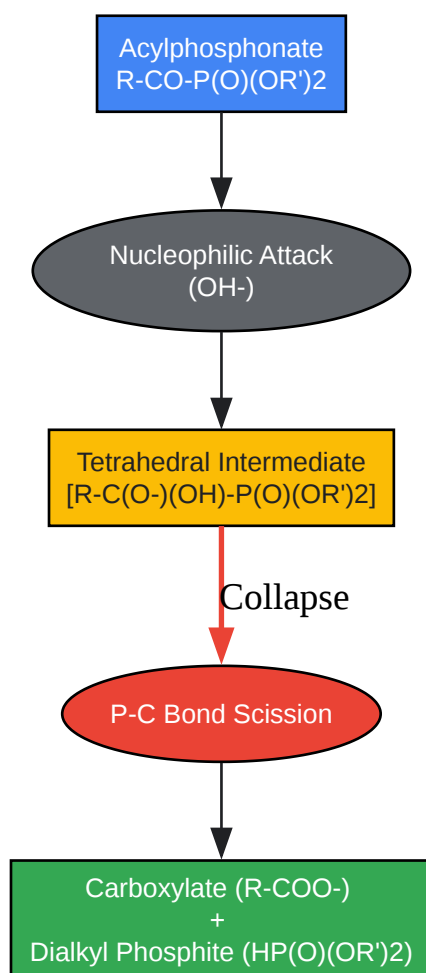 Acylphosphonate
R-CO-P(O)(OR')2
Nucleophilic Attack
(OH-)
Tetrahedral Intermediate
[R-C(O-)(OH)-P(O)(OR')2]
Collapse
P-C Bond Scission
Carboxylate (R-COO-)
+
Dialkyl Phosphite (HP(O)(OR')2)